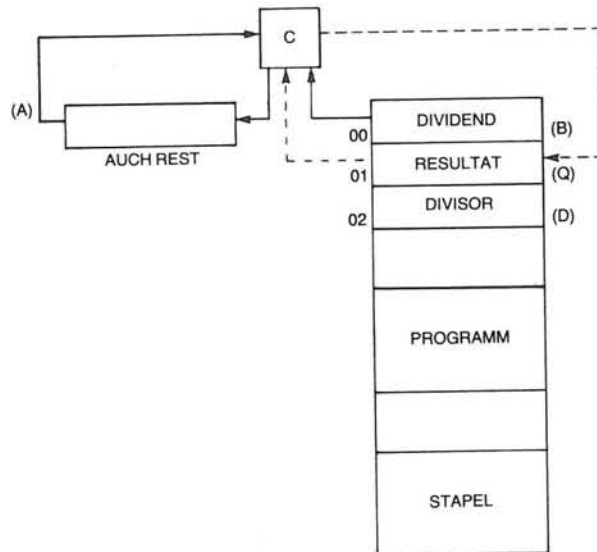 C
(A)
AUCH REST
00
DIVIDEND
(B)
01
RESULTAT
(Q)
02
DIVISOR
(D)
PROGRAMM
STAPEL